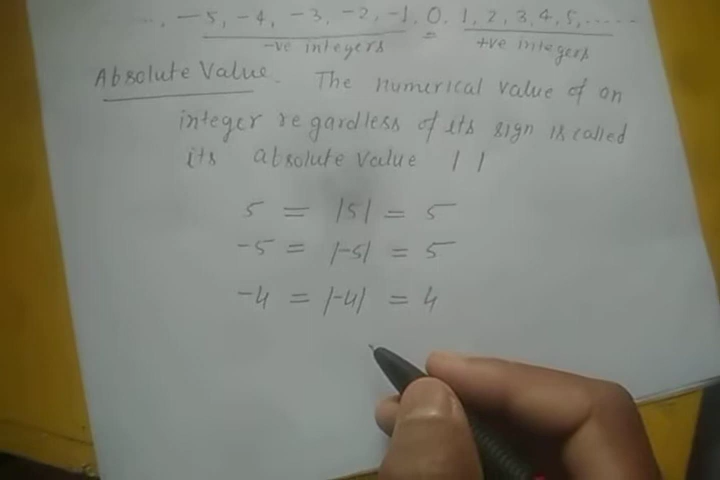 ..., -5, -4, -3, -2, -1, 0, 1, 2, 3, 4, 5, ......
-ve integers = +ve integers
Absolute Value. The numerical value of an
integer regardless of its sign is called
its absolute value | |
5 = |5| = 5
-5 = |-5| = 5
-4 = |-4| = 4